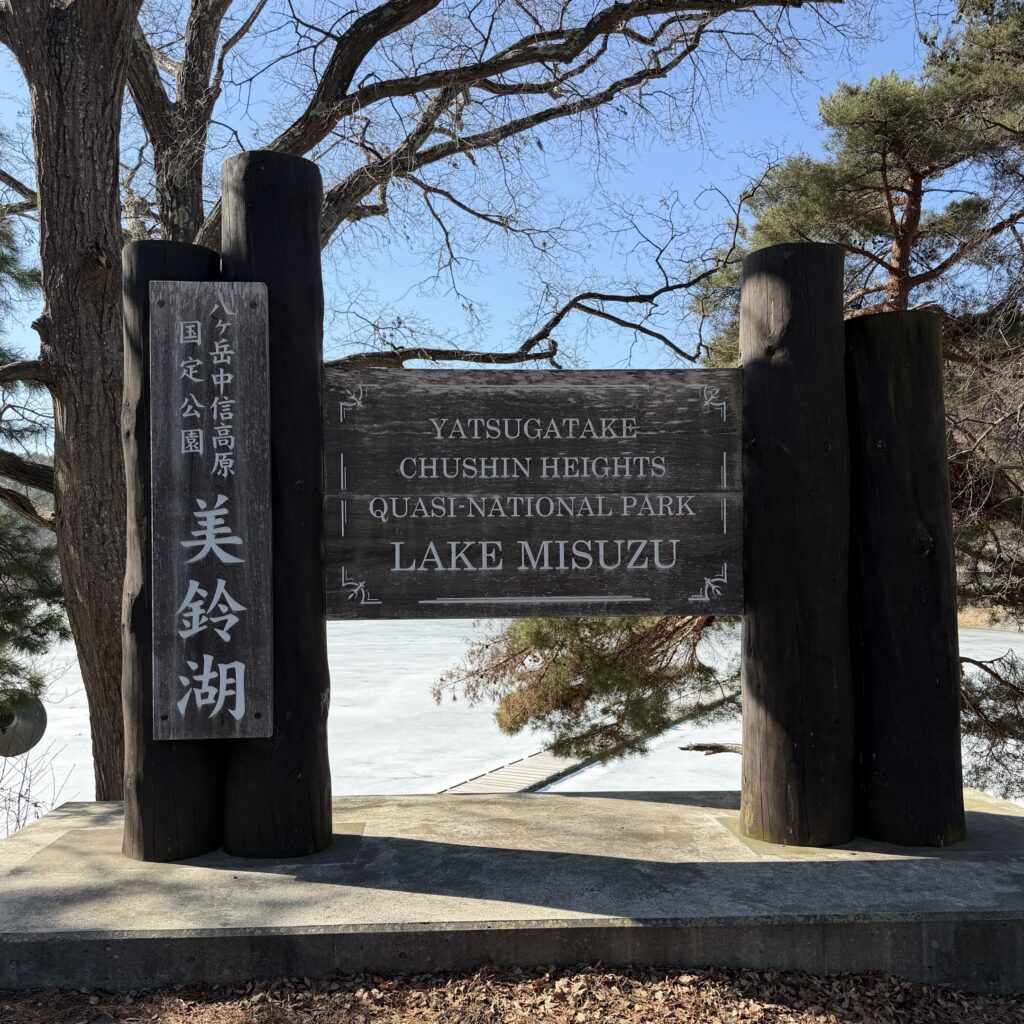 八ヶ岳中信高原
国定公園
美鈴湖
YATSUGATAKE
CHUSHIN HEIGHTS
QUASI-NATIONAL PARK
LAKE MISUZU